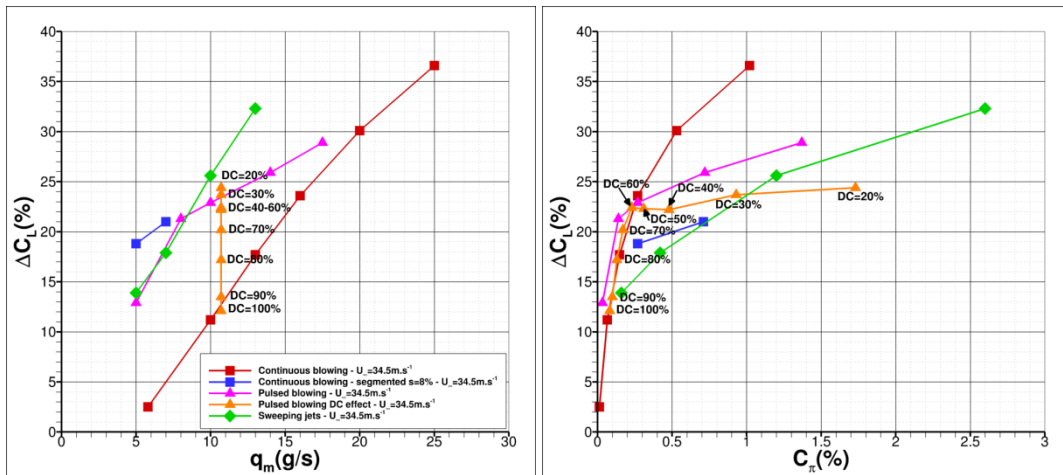 40
35
30
25
20
15
10
5
0
ΔC_L(%)
DC=20%
DC=30%
DC=40-60%
DC=70%
DC=80%
DC=90%
DC=100%
Continuous blowing - U_=34.5m.s⁻¹
Continuous blowing - segmented s=8% - U_=34.5m.s⁻¹
Pulsed blowing - U_=34.5m.s⁻¹
Pulsed blowing DC effect - U_=34.5m.s⁻¹
Sweeping jets - U_=34.5m.s⁻¹
0 5 10 15 20 25 30
q_m(g/s)
40
35
30
25
20
15
10
5
0
ΔC_L(%)
DC=60%
DC=40%
DC=50%
DC=30%
DC=20%
DC=70%
DC=80%
DC=90%
DC=100%
0 0.5 1 1.5 2 2.5 3
C_π(%)